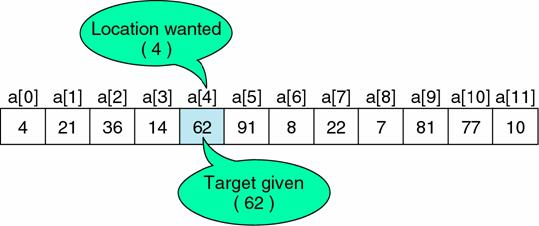 Location wanted
( 4 )
a[0] a[1] a[2] a[3] a[4] a[5] a[6] a[7] a[8] a[9] a[10] a[11]
4 21 36 14 62 91 8 22 7 81 77 10
Target given
( 62 )